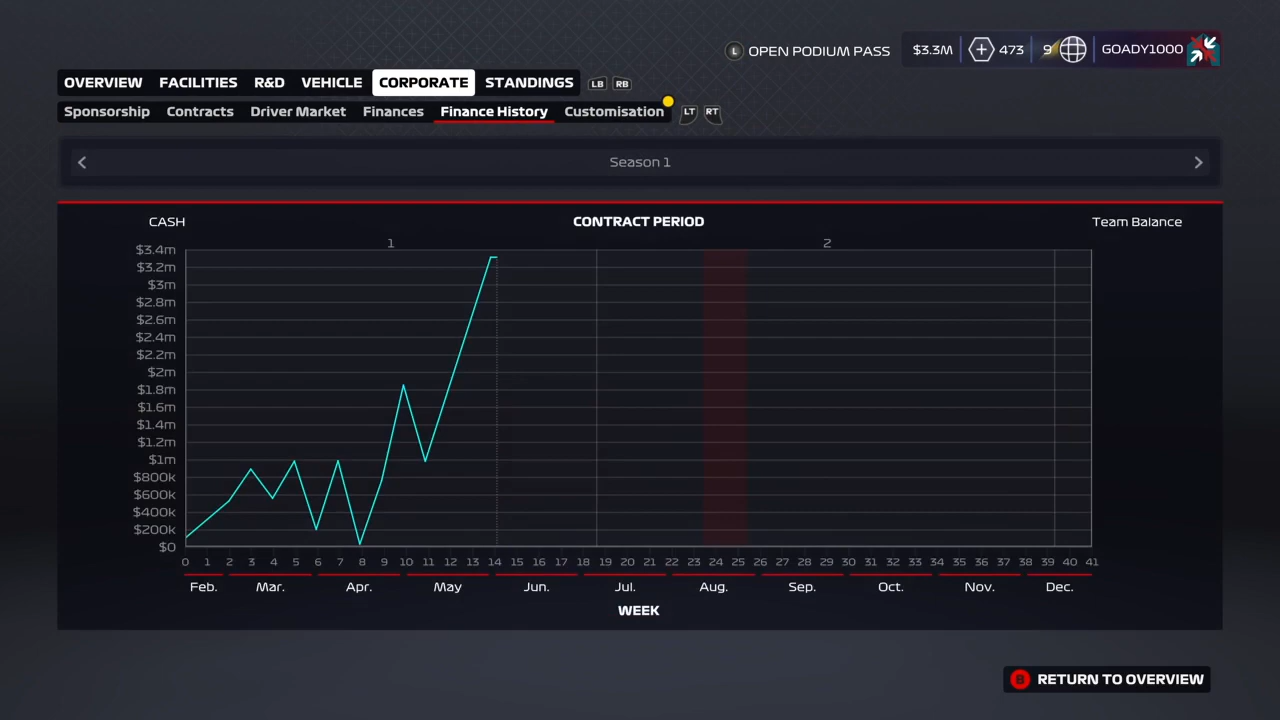 L OPEN PODIUM PASS $3.3M 473 9 GOADY1000
OVERVIEW FACILITIES R&D VEHICLE CORPORATE STANDINGS LB RB
Sponsorship Contracts Driver Market Finances Finance History Customisation LT RT
Season 1
CASH CONTRACT PERIOD Team Balance
1 2
$3.4m
$3.2m
$3m
$2.8m
$2.6m
$2.4m
$2.2m
$2m
$1.8m
$1.6m
$1.4m
$1.2m
$1m
$800k
$600k
$400k
$200k
$0
0 1 2 3 4 5 6 7 8 9 10 11 12 13 14 15 16 17 18 19 20 21 22 23 24 25 26 27 28 29 30 31 32 33 34 35 36 37 38 39 40 41
Feb. Mar. Apr. May Jun. Jul. Aug. Sep. Oct. Nov. Dec.
WEEK
B RETURN TO OVERVIEW